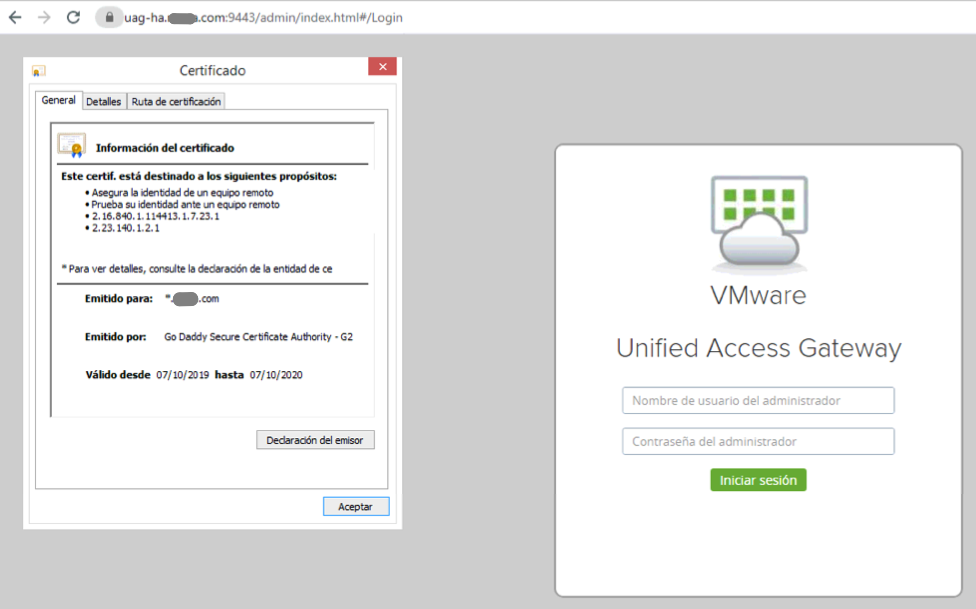 uag-ha. .com:9443/admin/index.html#/Login
Certificado
General Detalles Ruta de certificación
Información del certificado
Este certif. está destinado a los siguientes propósitos:
• Asegura la identidad de un equipo remoto
• Prueba su identidad ante un equipo remoto
• 2.16.840.1.114413.1.7.23.1
• 2.23.140.1.2.1
* Para ver detalles, consulte la declaración de la entidad de ce
Emitido para: *. .com
Emitido por: Go Daddy Secure Certificate Authority - G2
Válido desde 07/10/2019 hasta 07/10/2020
Declaración del emisor
Aceptar
VMware
Unified Access Gateway
Nombre de usuario del administrador
Contraseña del administrador
Iniciar sesión